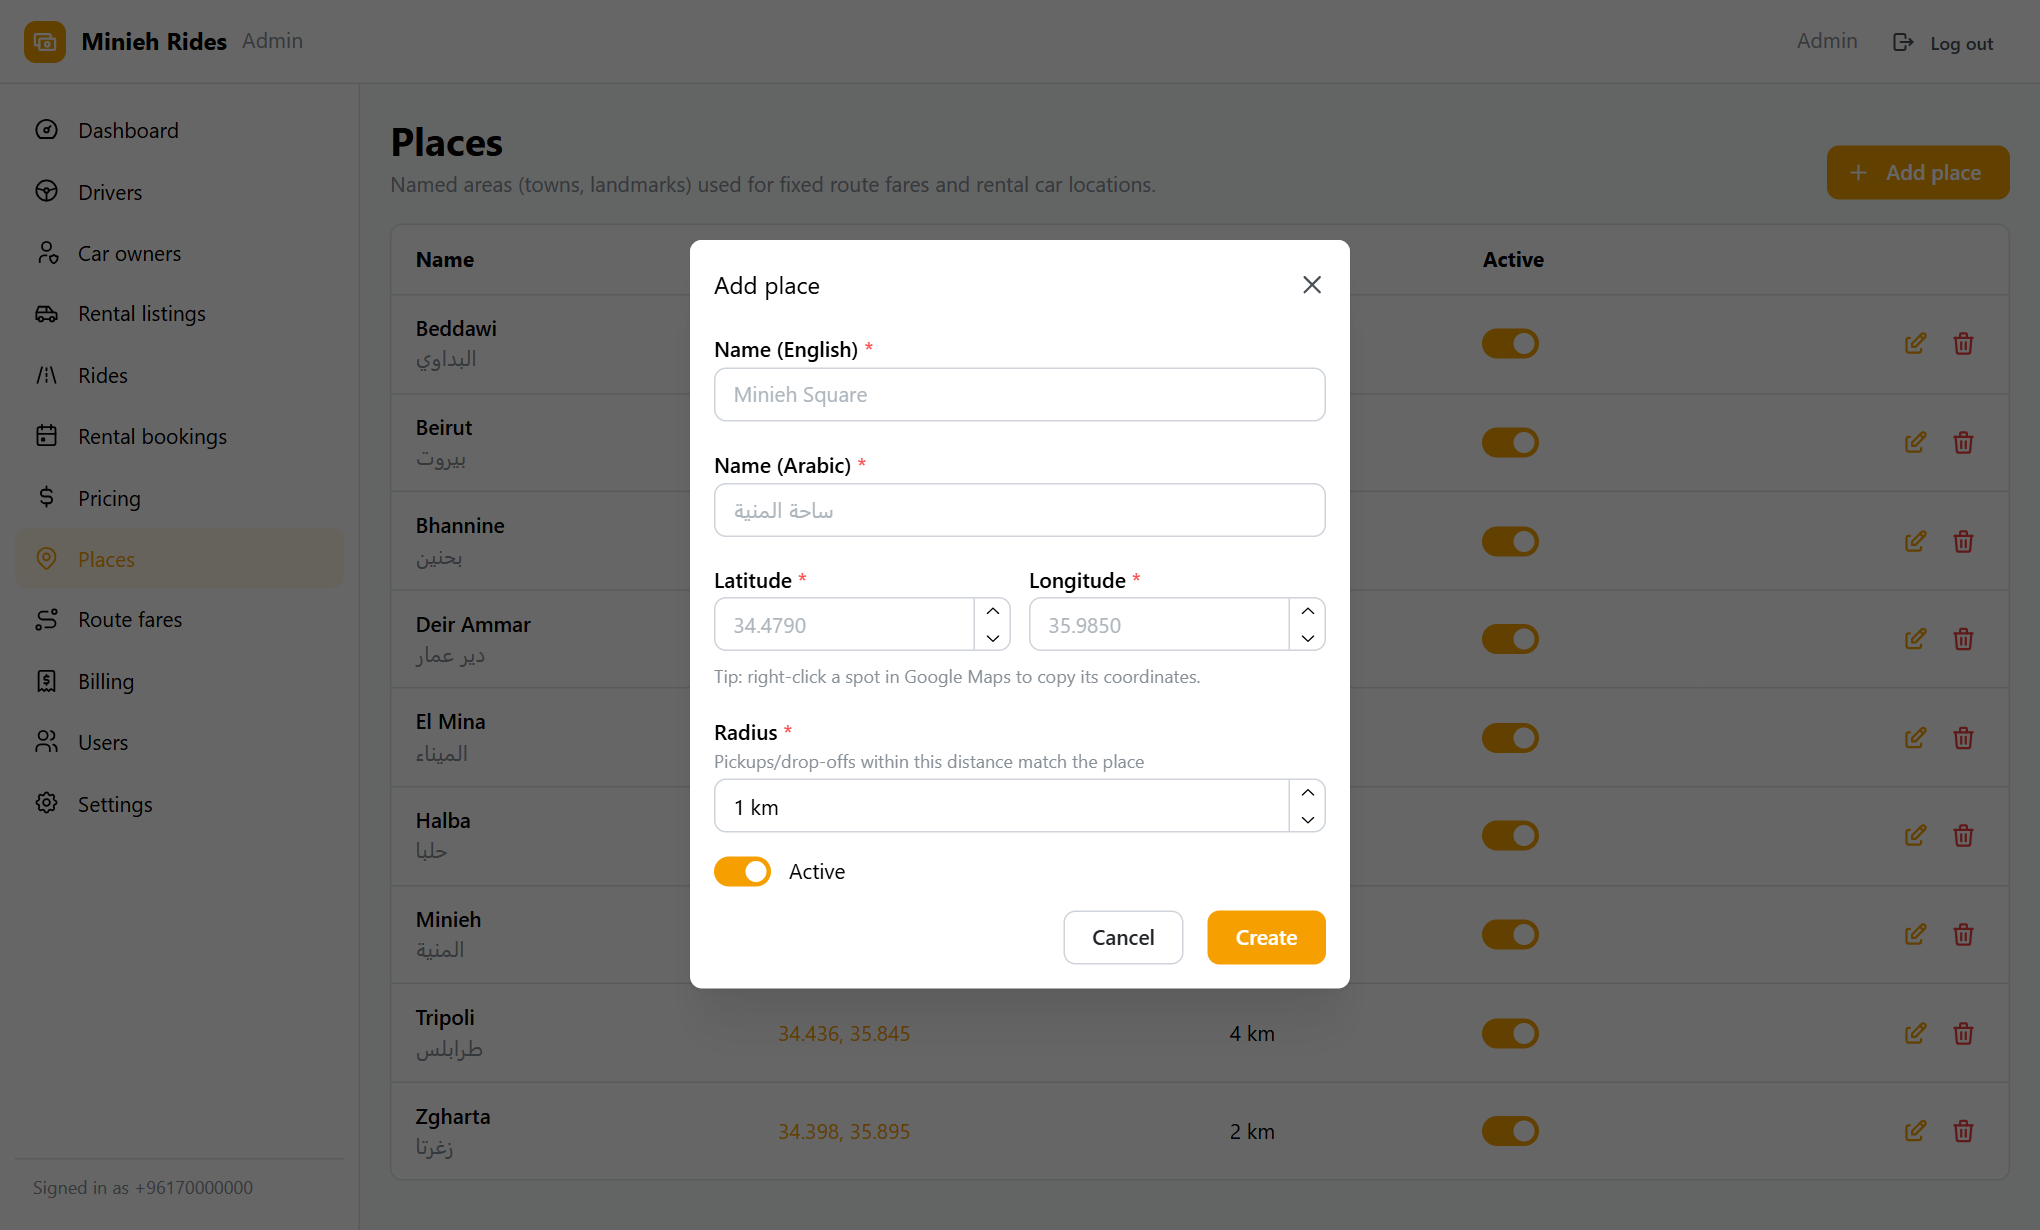 Minieh Rides Admin
Admin
Log out
Dashboard
Drivers
Car owners
Rental listings
Rides
Rental bookings
Pricing
Places
Route fares
Billing
Users
Settings
Signed in as +96170000000
Places
Named areas (towns, landmarks) used for fixed route fares and rental car locations.
Add place
Name
Active
Beddawi
البداوي
Beirut
بيروت
Bhannine
بحنين
Deir Ammar
دير عمار
El Mina
الميناء
Halba
حلبا
Minieh
المنية
Tripoli
طرابلس
34.436, 35.845
4 km
Zgharta
زغرتا
34.398, 35.895
2 km
Add place
Name (English) *
Minieh Square
Name (Arabic) *
ساحة المنية
Latitude *
Longitude *
34.4790
35.9850
Tip: right-click a spot in Google Maps to copy its coordinates.
Radius *
Pickups/drop-offs within this distance match the place
1 km
Active
Cancel
Create